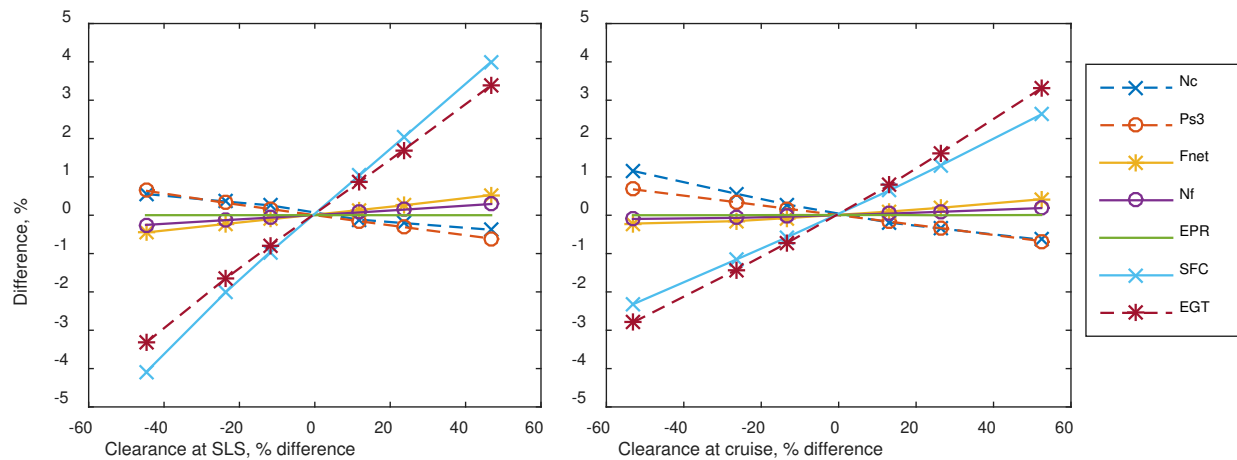 5
4
3
2
1
0
-1
-2
-3
-4
-5
Difference, %
-60 -40 -20 0 20 40 60
Clearance at SLS, % difference
5
4
3
2
1
0
-1
-2
-3
-4
-5
-60 -40 -20 0 20 40 60
Clearance at cruise, % difference
Nc
Ps3
Fnet
Nf
EPR
SFC
EGT